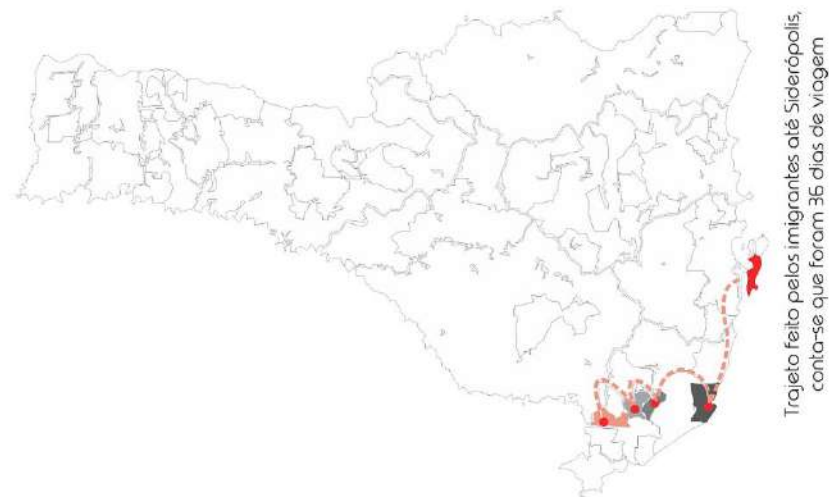 Trajeto feito pelos imigrantes até Siderópolis,
conta-se que foram 36 dias de viagem